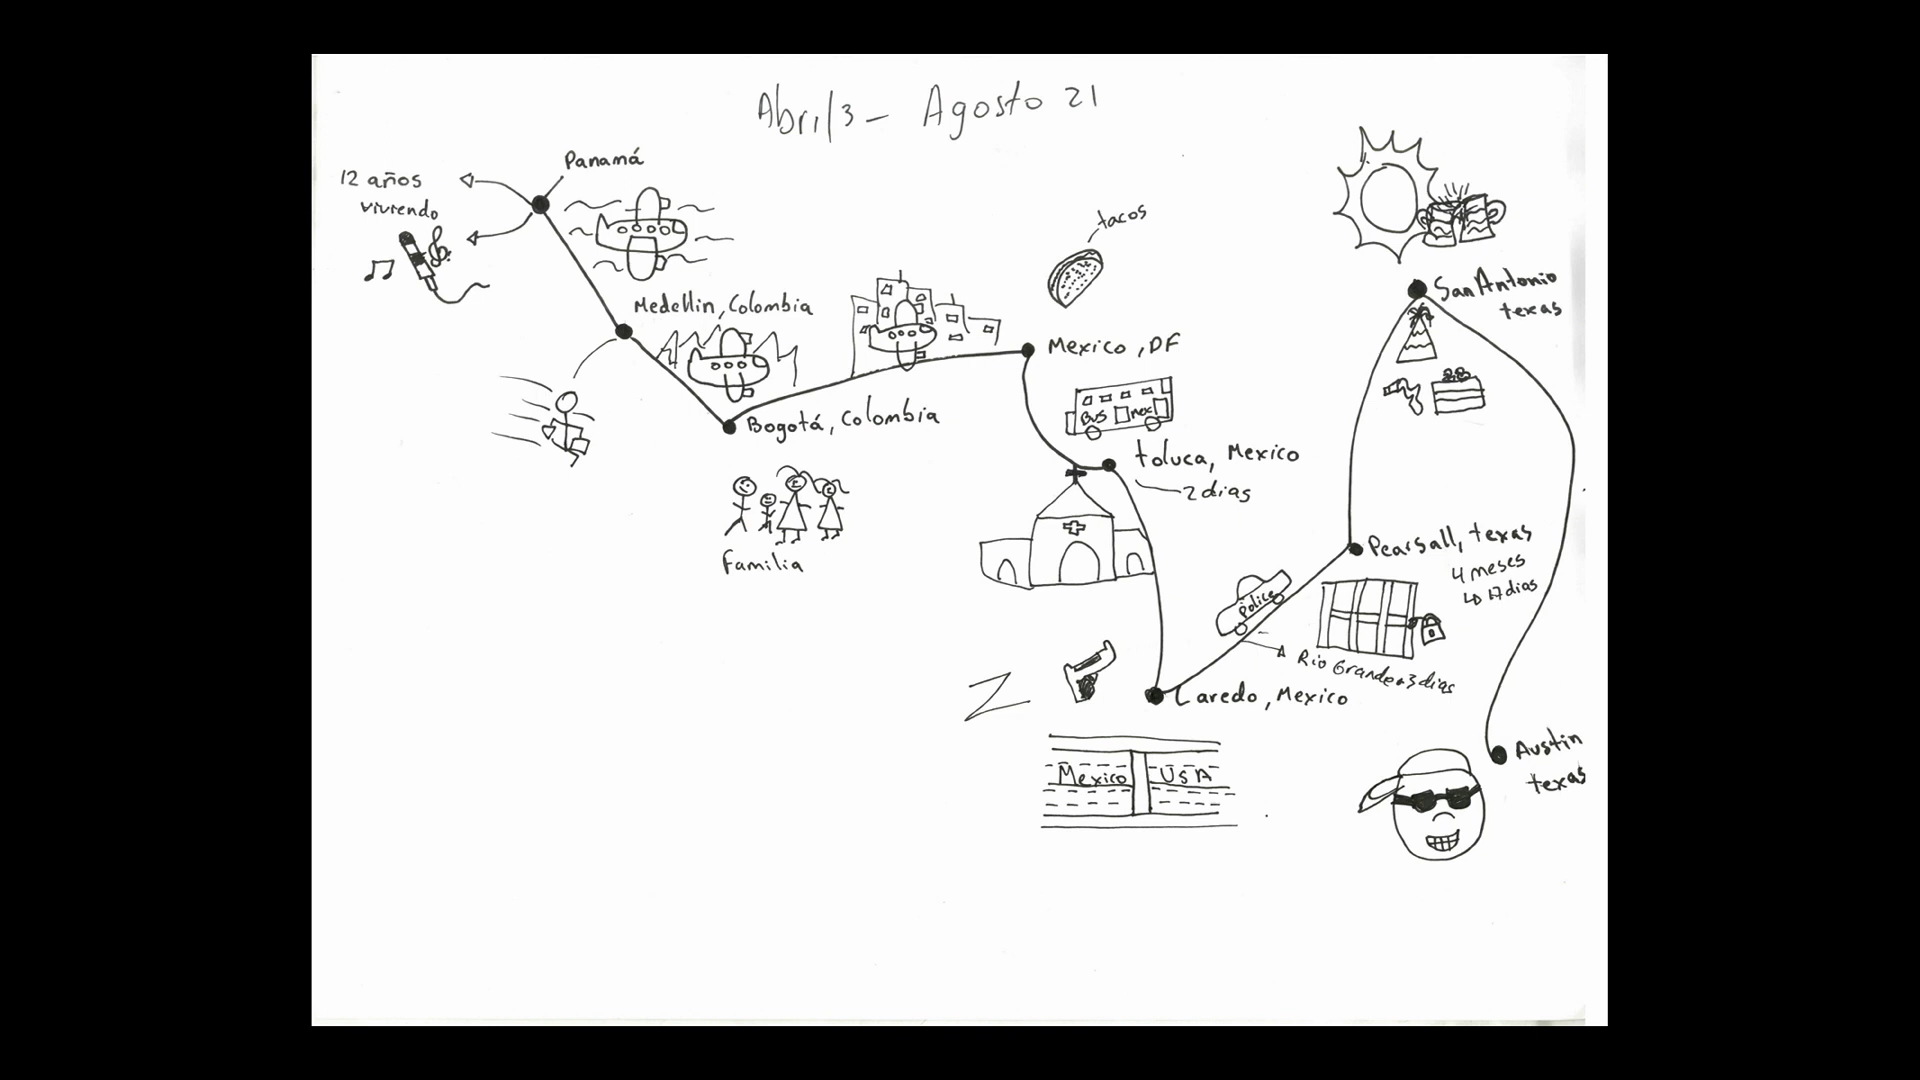 Abril 3 - Agosto 21
Panamá
12 años
viviendo
Medellin, Colombia
Bogotá, Colombia
Familia
tacos
Mexico, DF
BUS
mex
toluca, Mexico
2 dias
Z
Laredo, Mexico
Mexico
USA
Police
Rio Grande 3 dias
Pearsall, texas
4 meses
17 dias
San Antonio
texas
Austin
texas